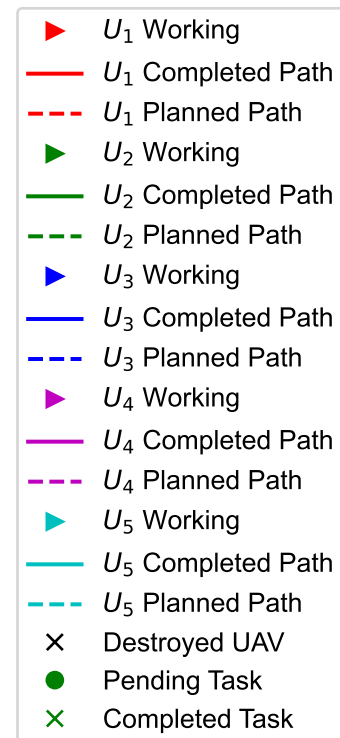 U₁ Working
U₁ Completed Path
U₁ Planned Path
U₂ Working
U₂ Completed Path
U₂ Planned Path
U₃ Working
U₃ Completed Path
U₃ Planned Path
U₄ Working
U₄ Completed Path
U₄ Planned Path
U₅ Working
U₅ Completed Path
U₅ Planned Path
Destroyed UAV
Pending Task
Completed Task